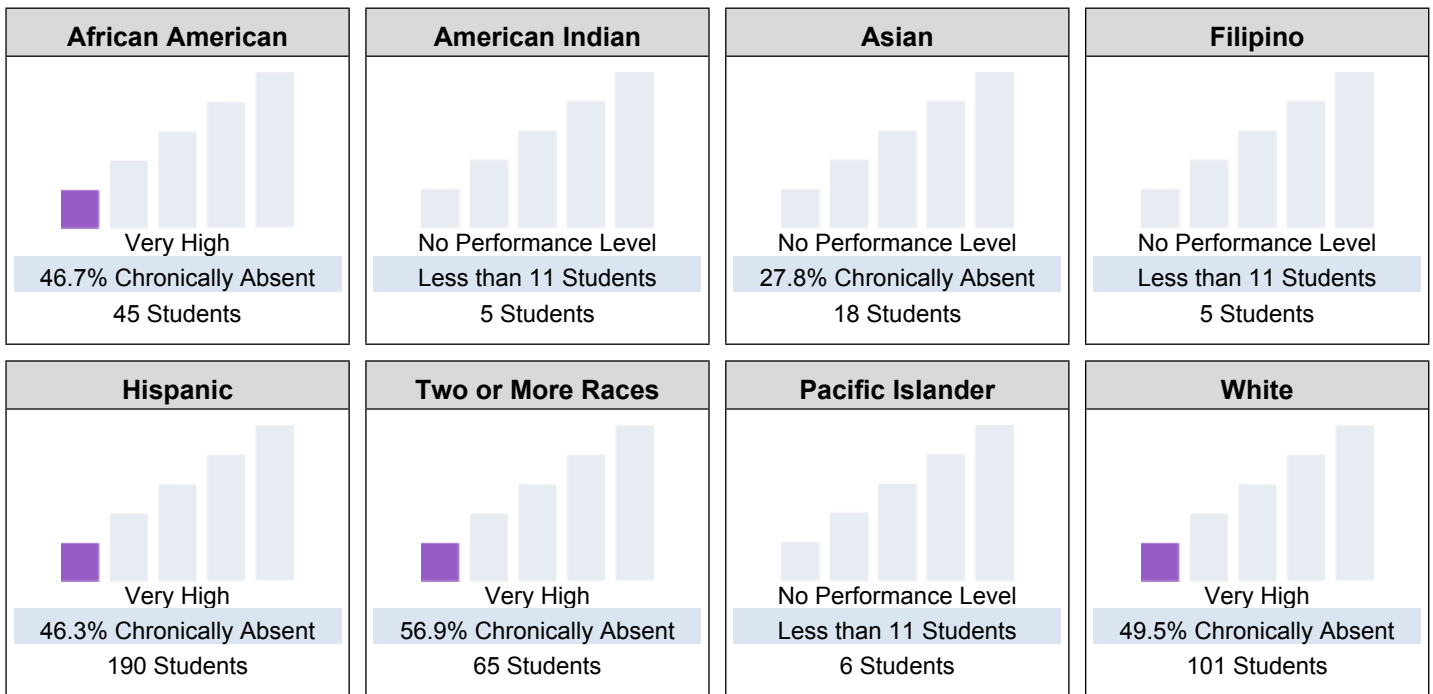 African American
Very High
46.7% Chronically Absent
45 Students
American Indian
No Performance Level
Less than 11 Students
5 Students
Asian
No Performance Level
27.8% Chronically Absent
18 Students
Filipino
No Performance Level
Less than 11 Students
5 Students
Hispanic
Very High
46.3% Chronically Absent
190 Students
Two or More Races
Very High
56.9% Chronically Absent
65 Students
Pacific Islander
No Performance Level
Less than 11 Students
6 Students
White
Very High
49.5% Chronically Absent
101 Students